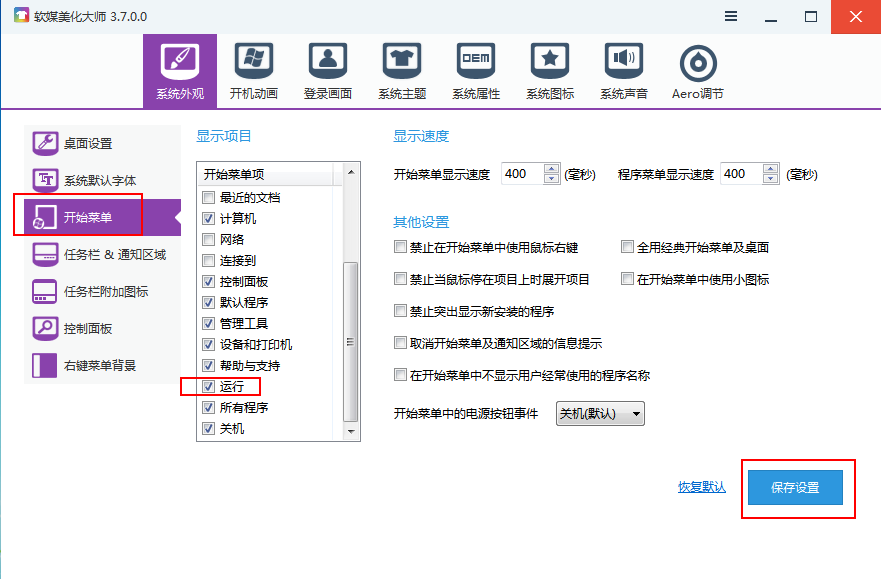 软媒美化大师 3.7.0.0
系统外观 开机动画 登录画面 系统主题 系统属性 系统图标 系统声音 Aero调节
OEM
桌面设置
系统默认字体
开始菜单
任务栏 & 通知区域
任务栏附加图标
控制面板
右键菜单背景
显示项目
开始菜单项
最近的文档
计算机
网络
连接到
控制面板
默认程序
管理工具
设备和打印机
帮助与支持
运行
所有程序
关机
显示速度
开始菜单显示速度 400 (毫秒) 程序菜单显示速度 400 (毫秒)
其他设置
禁止在开始菜单中使用鼠标右键 全用经典开始菜单及桌面
禁止当鼠标停在项目上时展开项目 在开始菜单中使用小图标
禁止突出显示新安装的程序
取消开始菜单及通知区域的信息提示
在开始菜单中不显示用户经常使用的程序名称
开始菜单中的电源按钮事件 关机(默认)
恢复默认 保存设置